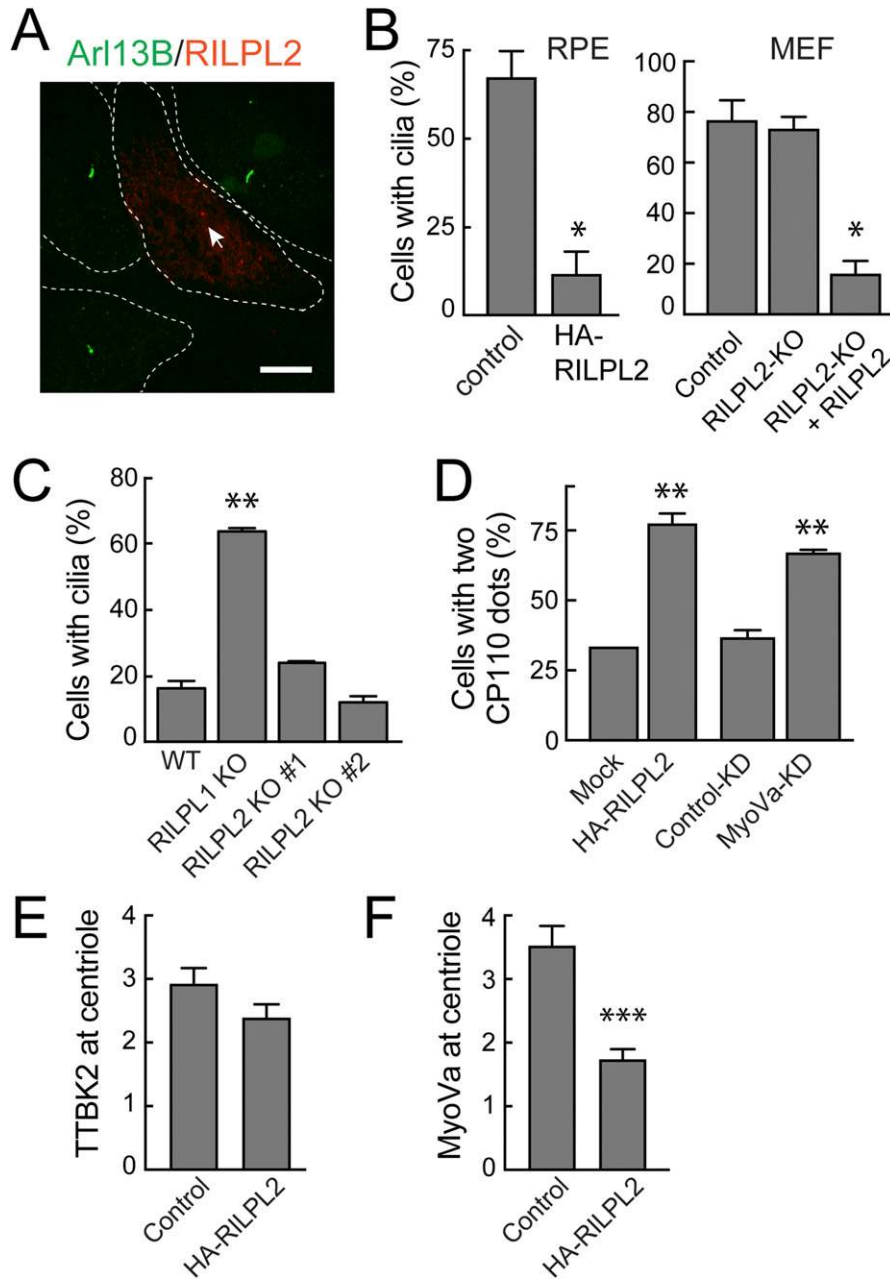 A
Arl13B/RILPL2
B
Cells with cilia (%)
75
50
25
0
RPE
*
control
HA-
RILPL2
100
80
60
40
20
0
MEF
*
Control
RILPL2-KO
RILPL2-KO
+ RILPL2
C
Cells with cilia (%)
80
60
40
20
0
**
WT
RILPL1 KO
RILPL2 KO #1
RILPL2 KO #2
D
Cells with two
CP110 dots (%)
75
50
25
0
**
**
Mock
HA-RILPL2
Control-KD
MyoVa-KD
E
TTBK2 at centriole
4
3
2
1
0
Control
HA-RILPL2
F
MyoVa at centriole
4
3
2
1
0
***
Control
HA-RILPL2